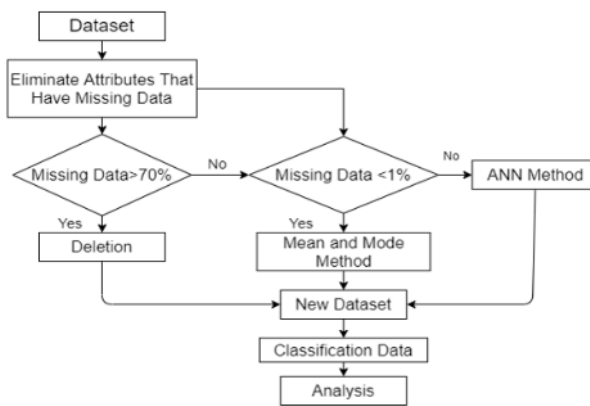 Dataset
Eliminate Attributes That
Have Missing Data
Missing Data>70%
No
Missing Data <1%
No
ANN Method
Yes
Yes
Deletion
Mean and Mode
Method
New Dataset
Classification Data
Analysis